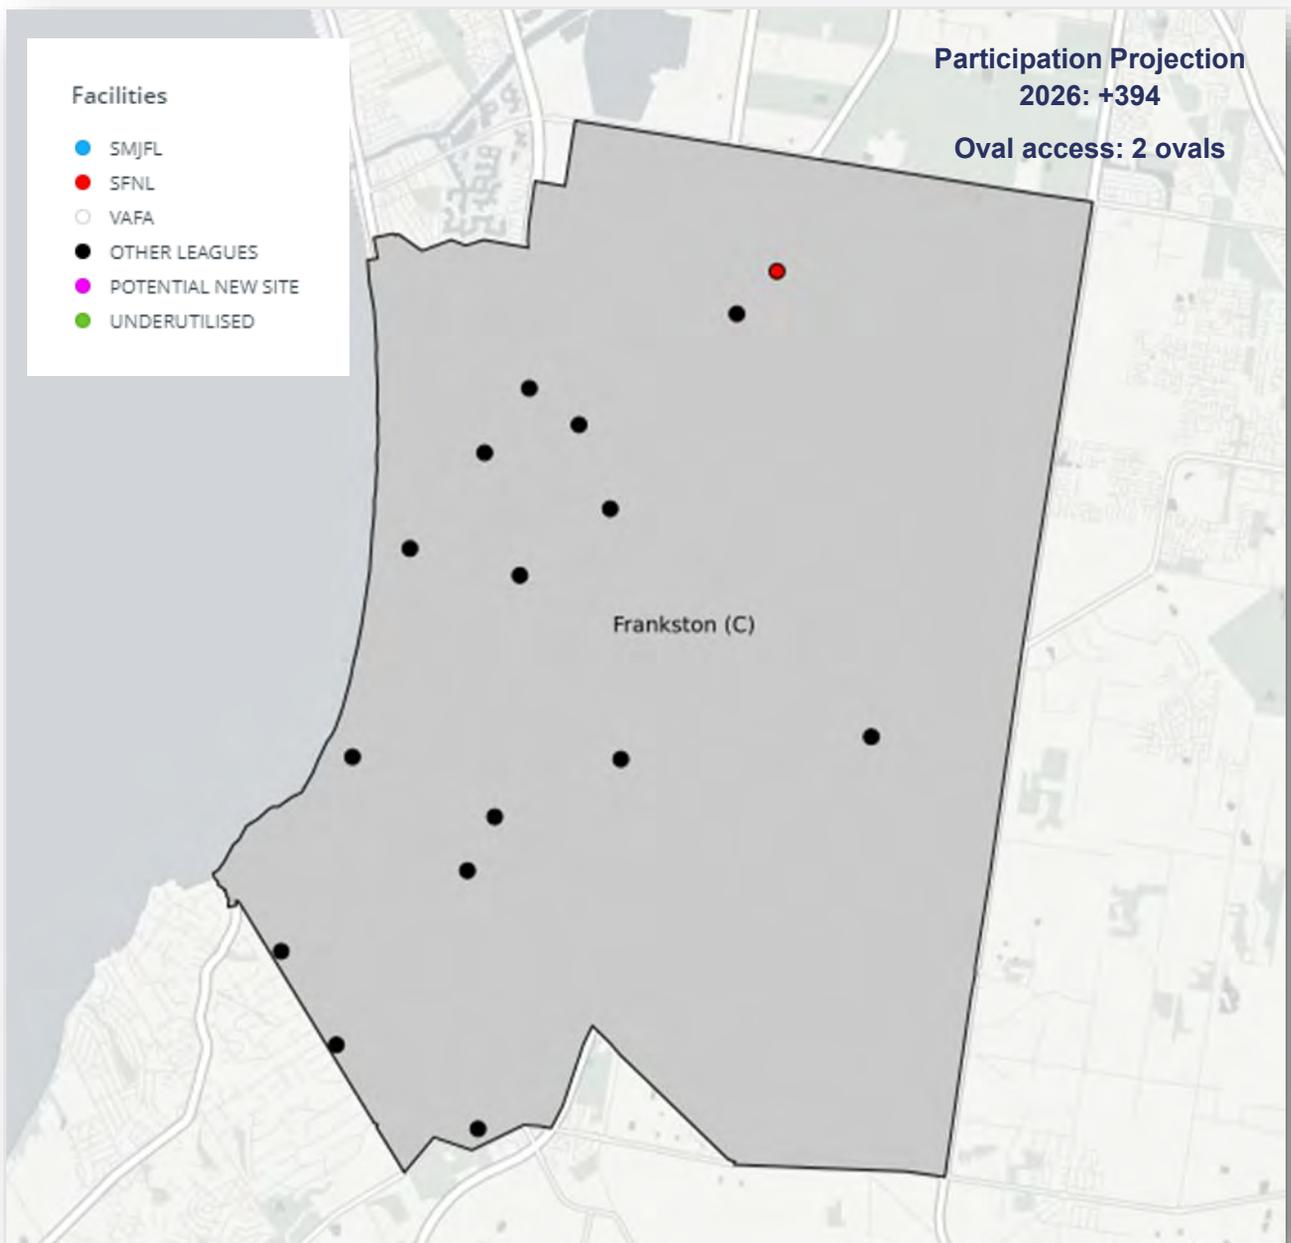 Participation Projection
2026: +394
Oval access: 2 ovals
Facilities
SMJFL
SFNL
VAFA
OTHER LEAGUES
POTENTIAL NEW SITE
UNDERUTILISED
Frankston (C)